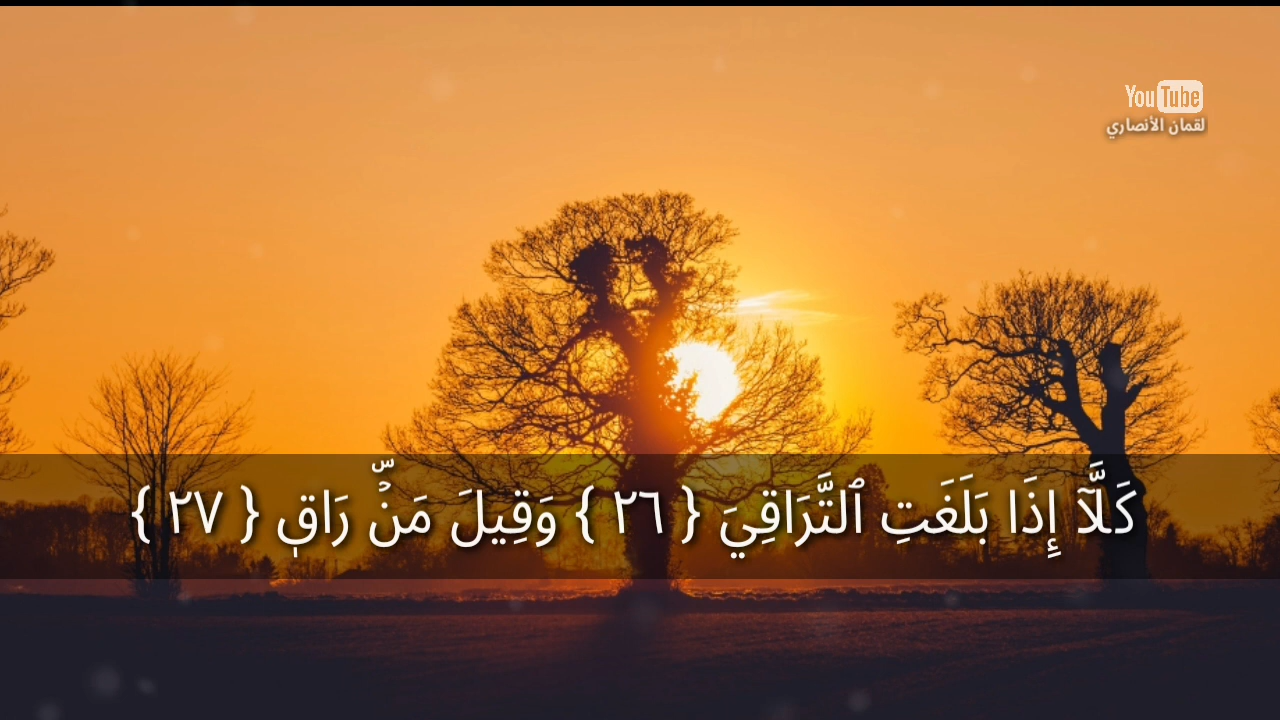 YouTube
لقمان الأنصاري
كَلَّآ إِذَا بَلَغَتِ ٱلتَّرَاقِيَ { ٢٦ } وَقِيلَ مَنْۜ رَاقٖ { ٢٧ }